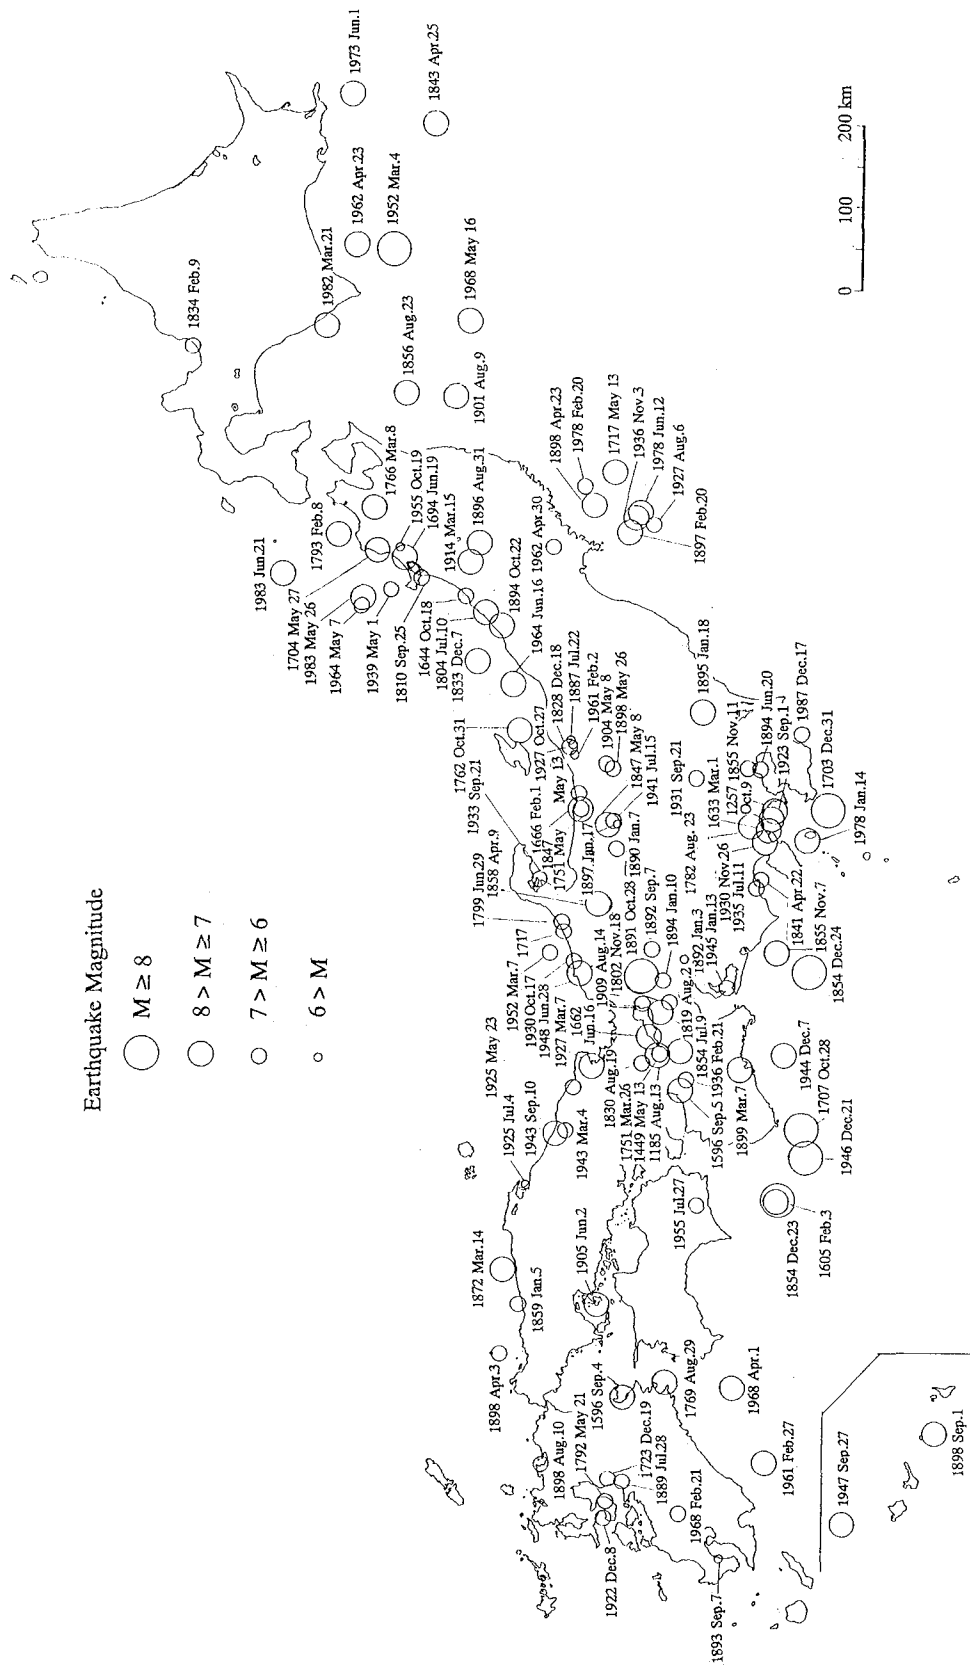 Earthquake Magnitude
M ≥ 8
8 > M ≥ 7
7 > M ≥ 6
6 > M
1973 Jun.1
1843 Apr.25
1962 Apr.23
1952 Mar.4
1834 Feb.9
1982 Mar.21
1968 May 16
1856 Aug.23
1901 Aug.9
0 100 200 km
1766 Mar.8
1955 Oct.19
1694 Jun.19
1914 Mar.15
1896 Aug.31
1793 Feb.8
1983 Jun.21
1704 May 27
1983 May 26
1964 May 7
1939 May 1
1810 Sep.25
1644 Oct.18
1804 Jul.10
1833 Dec.7
1894 Oct.22
1964 Jun.16
1962 Apr.30
1898 Apr.23
1978 Feb.20
1717 May 13
1936 Nov.3
1978 Jun.12
1927 Aug.6
1897 Feb.20
1762 Oct.31
1933 Sep.21
1927 Oct.27
1828 Dec.18
1887 Jul.22
1961 Feb.2
1904 May 8
1898 May 26
1847 May 8
1941 Jul.15
1895 Jan.18
1931 Sep.21
1666 Feb.1
1847 May 13
1751 May
1897 Jan.17
1890 Jan.7
1858 Apr.9
1799 Jun.29
1717
1952 Mar.7
1930 Oct.17
1948 Jun.28
1927 Mar.7
1662 Jun.16
1909 Aug.14
1802 Nov.18
1891 Oct.28
1892 Sep.7
1894 Jan.10
1782 Aug. 23
1633 Mar.1
1257 Oct.9
1855 Nov.11
1894 Jun.20
1923 Sep.1
1987 Dec.17
1703 Dec.31
1978 Jan.14
1930 Nov.26
1935 Jul.11
1841 Apr.22
1855 Nov.7
1854 Dec.24
1892 Jan.3
1945 Jan.13
1819 Aug.2
1854 Jul.9
1936 Feb.21
1596 Sep.5
1899 Mar.7
1944 Dec.7
1707 Oct.28
1946 Dec.21
1830 Aug.19
1751 Mar.26
1449 May 13
1185 Aug.13
1925 May 23
1925 Jul.4
1943 Sep.10
1943 Mar.4
1955 Jul.27
1854 Dec.23
1605 Feb.3
1872 Mar.14
1859 Jan.5
1905 Jun.2
1898 Apr.3
1596 Sep.4
1769 Aug.29
1968 Apr.1
1898 Aug.10
1792 May 21
1723 Dec.19
1889 Jul.28
1922 Dec.8
1968 Feb.21
1961 Feb.27
1893 Sep.7
1947 Sep.27
1898 Sep.1